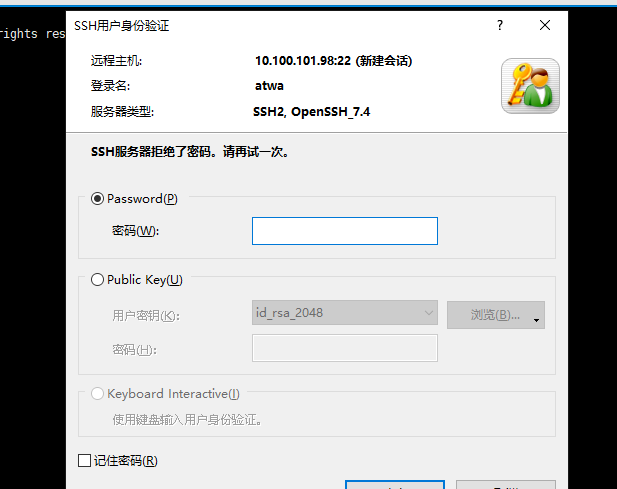 SSH用户身份验证
rights res
远程主机: 10.100.101.98:22 (新建会话)
登录名: atwa
服务器类型: SSH2, OpenSSH_7.4
SSH服务器拒绝了密码。请再试一次。
Password(P)
密码(W):
Public Key(U)
用户密钥(K): id_rsa_2048 浏览(B)...
密码(H):
Keyboard Interactive(I)
使用键盘输入用户身份验证。
记住密码(R)